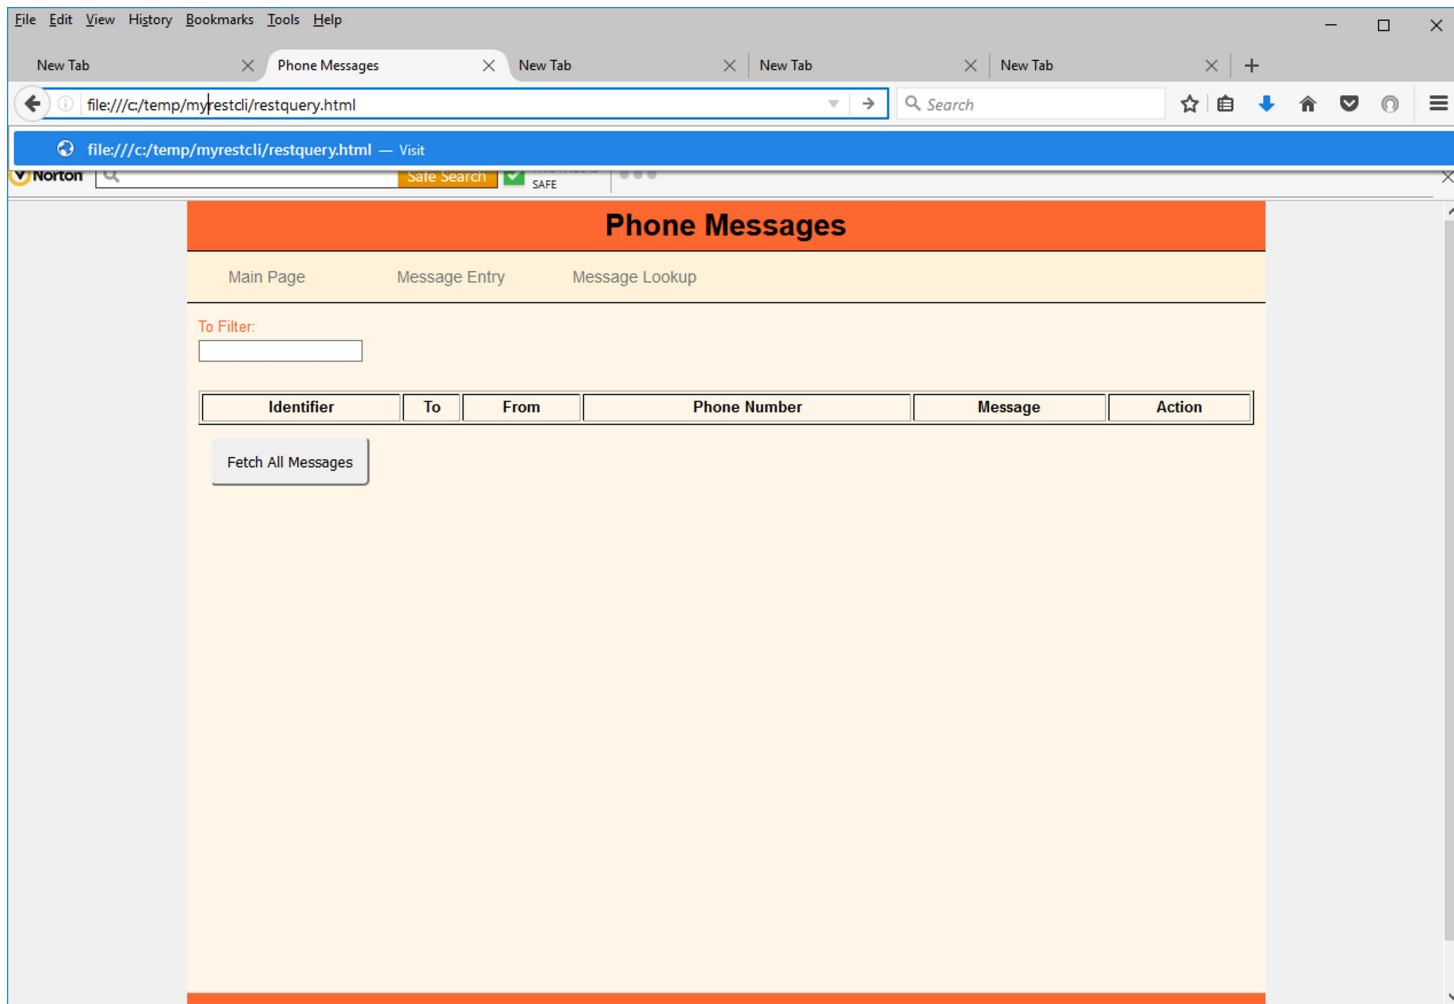 File Edit View History Bookmarks Tools Help
New Tab Phone Messages New Tab New Tab New Tab
file:///c:/temp/myrestcli/restquery.html Search
file:///c:/temp/myrestcli/restquery.html — Visit
Norton Safe Search
SAFE
Phone Messages
Main Page Message Entry Message Lookup
To Filter:
Identifier To From Phone Number Message Action
Fetch All Messages